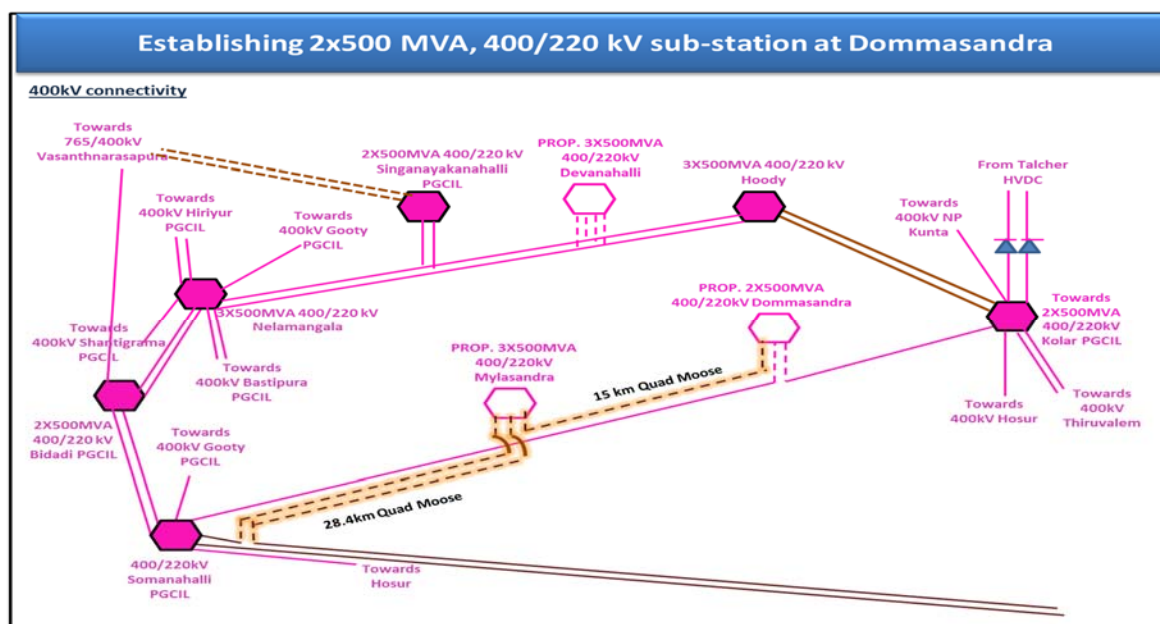 Establishing 2x500 MVA, 400/220 kV sub-station at Dommasandra
400kV connectivity
Towards
765/400kV
Vasanthnarasapura
2X500MVA 400/220 kV
Singanayakanahalli
PGCIL
PROP. 3X500MVA
400/220kV
Devanahalli
3X500MVA 400/220 kV
Hoody
From Talcher
HVDC
Towards
400kV Hiriyur
PGCIL
Towards
400kV Gooty
PGCIL
Towards
400kV NP
Kunta
PROP. 2X500MVA
400/220kV Dommasandra
3X500MVA 400/220 kV
Nelamangala
Towards
2X500MVA
400/220kV
Kolar PGCIL
Towards
400kV Shantigrama
PGCIL
Towards
400kV Bastipura
PGCIL
PROP. 3X500MVA
400/220kV
Mylasandra
15 km Quad Moose
Towards
400kV Hosur
Towards
400kV
Thiruvalem
2X500MVA
400/220 kV
Bidadi PGCIL
Towards
400kV Gooty
PGCIL
28.4km Quad Moose
400/220kV
Somanahalli
PGCIL
Towards
Hosur